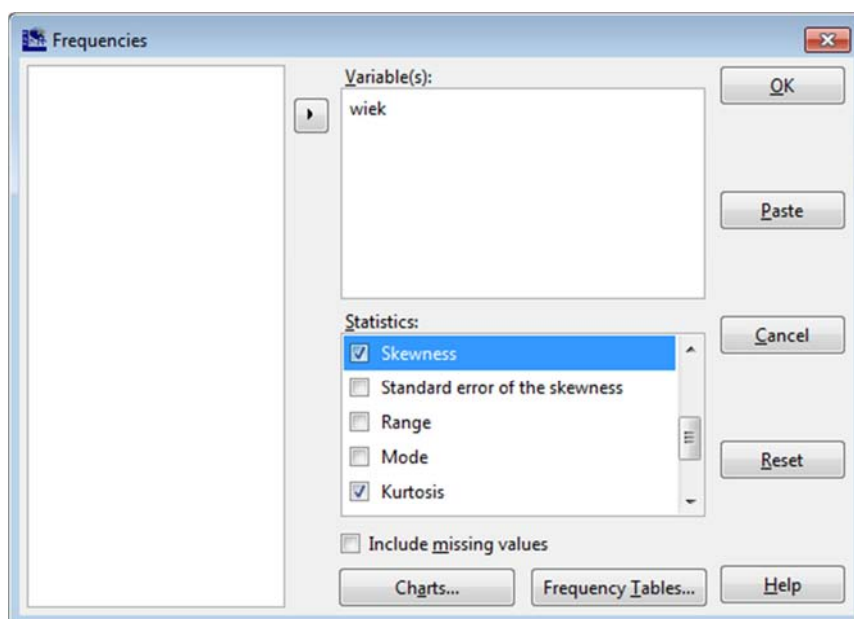 Frequencies
Variable(s):
wiek
OK
Paste
Statistics:
Skewness
Standard error of the skewness
Range
Mode
Kurtosis
Cancel
Reset
Include missing values
Charts...
Frequency Tables...
Help